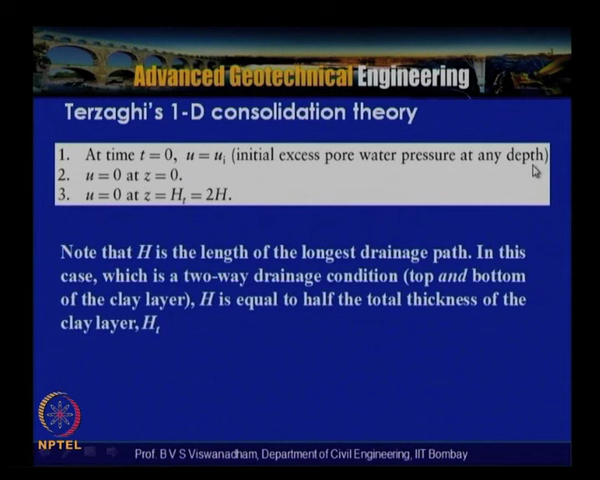 Advanced Geotechnical Engineering
Terzaghi's 1-D consolidation theory
1. At time t = 0, u = uᵢ (initial excess pore water pressure at any depth)
2. u = 0 at z = 0.
3. u = 0 at z = Hₜ = 2H.
Note that H is the length of the longest drainage path. In this
case, which is a two-way drainage condition (top and bottom
of the clay layer), H is equal to half the total thickness of the
clay layer, Hₜ
NPTEL
Prof. B V S Viswanadham, Department of Civil Engineering, IIT Bombay